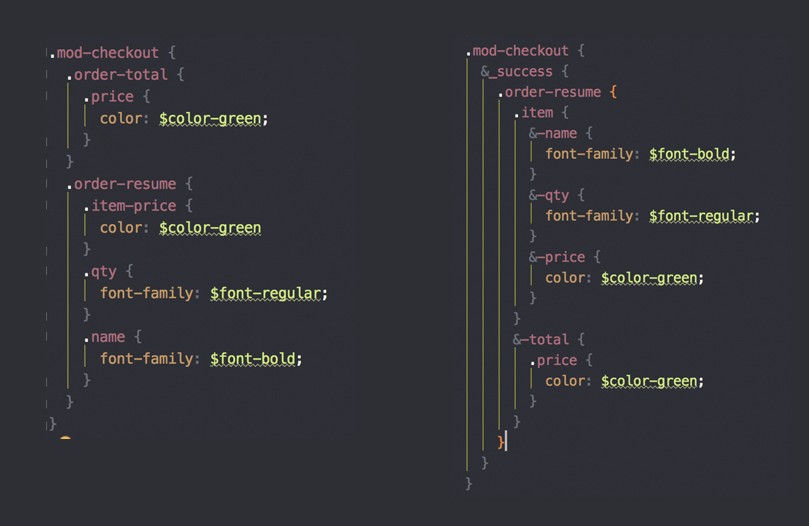 .mod-checkout {
.order-total {
.price {
color: $color-green;
}
}
.order-resume {
.item-price {
color: $color-green
}
.qty {
font-family: $font-regular;
}
.name {
font-family: $font-bold;
}
}
}
.mod-checkout {
&_success {
.order-resume {
.item {
&-name {
font-family: $font-bold;
}
&-qty {
font-family: $font-regular;
}
&-price {
color: $color-green;
}
}
&-total {
.price {
color: $color-green;
}
}
}
}
}